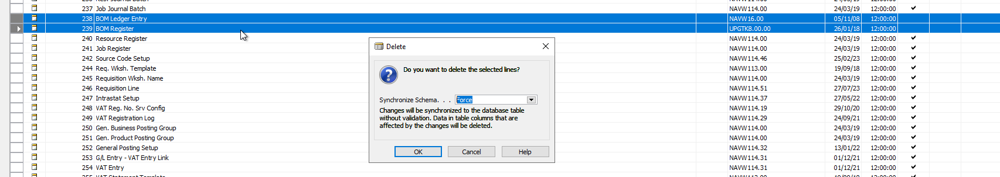 237 Job Journal Batch NAVW114.00 24/03/19 12:00:00
238 BOM Ledger Entry NAVW16.00 05/11/08 12:00:00
239 BOM Register UPGTK8.00.00 26/01/18 12:00:00
240 Resource Register NAVW114.00 24/03/19 12:00:00
241 Job Register NAVW114.00 24/03/19 12:00:00
242 Source Code Setup NAVW114.46 25/02/23 12:00:00
244 Req. Wksh. Template NAVW113.00 19/09/18 12:00:00
245 Requisition Wksh. Name NAVW114.00 24/03/19 12:00:00
246 Requisition Line NAVW114.51 27/07/23 12:00:00
247 Intrastat Setup NAVW114.37 27/05/22 12:00:00
248 VAT Reg. No. Srv Config NAVW114.19 29/10/20 12:00:00
249 VAT Registration Log NAVW114.29 24/09/21 12:00:00
250 Gen. Business Posting Group NAVW114.00 24/03/19 12:00:00
251 Gen. Product Posting Group NAVW114.00 24/03/19 12:00:00
252 General Posting Setup NAVW114.32 13/01/22 12:00:00
253 G/L Entry - VAT Entry Link NAVW114.31 01/12/21 12:00:00
254 VAT Entry NAVW114.31 01/12/21 12:00:00
Delete
Do you want to delete the selected lines?
Synchronize Schema. . . Force
Changes will be synchronized to the database table
without validation. Data in table columns that are
affected by the changes will be deleted.
OK Cancel Help